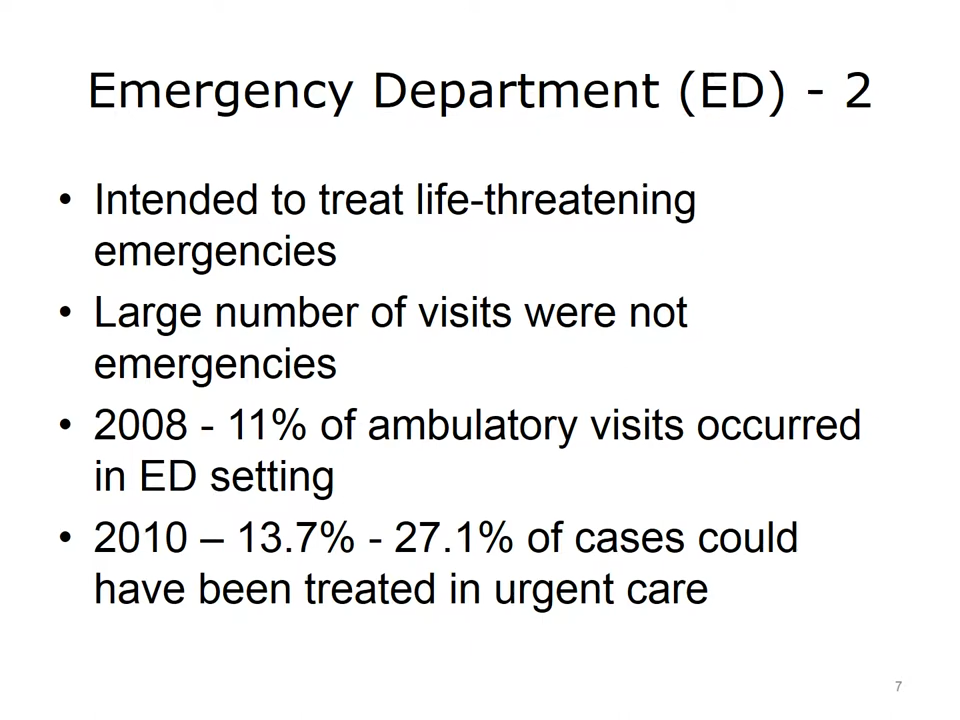 Emergency Department (ED) - 2
• Intended to treat life-threatening
emergencies
• Large number of visits were not
emergencies
• 2008 - 11% of ambulatory visits occurred
in ED setting
• 2010 – 13.7% - 27.1% of cases could
have been treated in urgent care
7